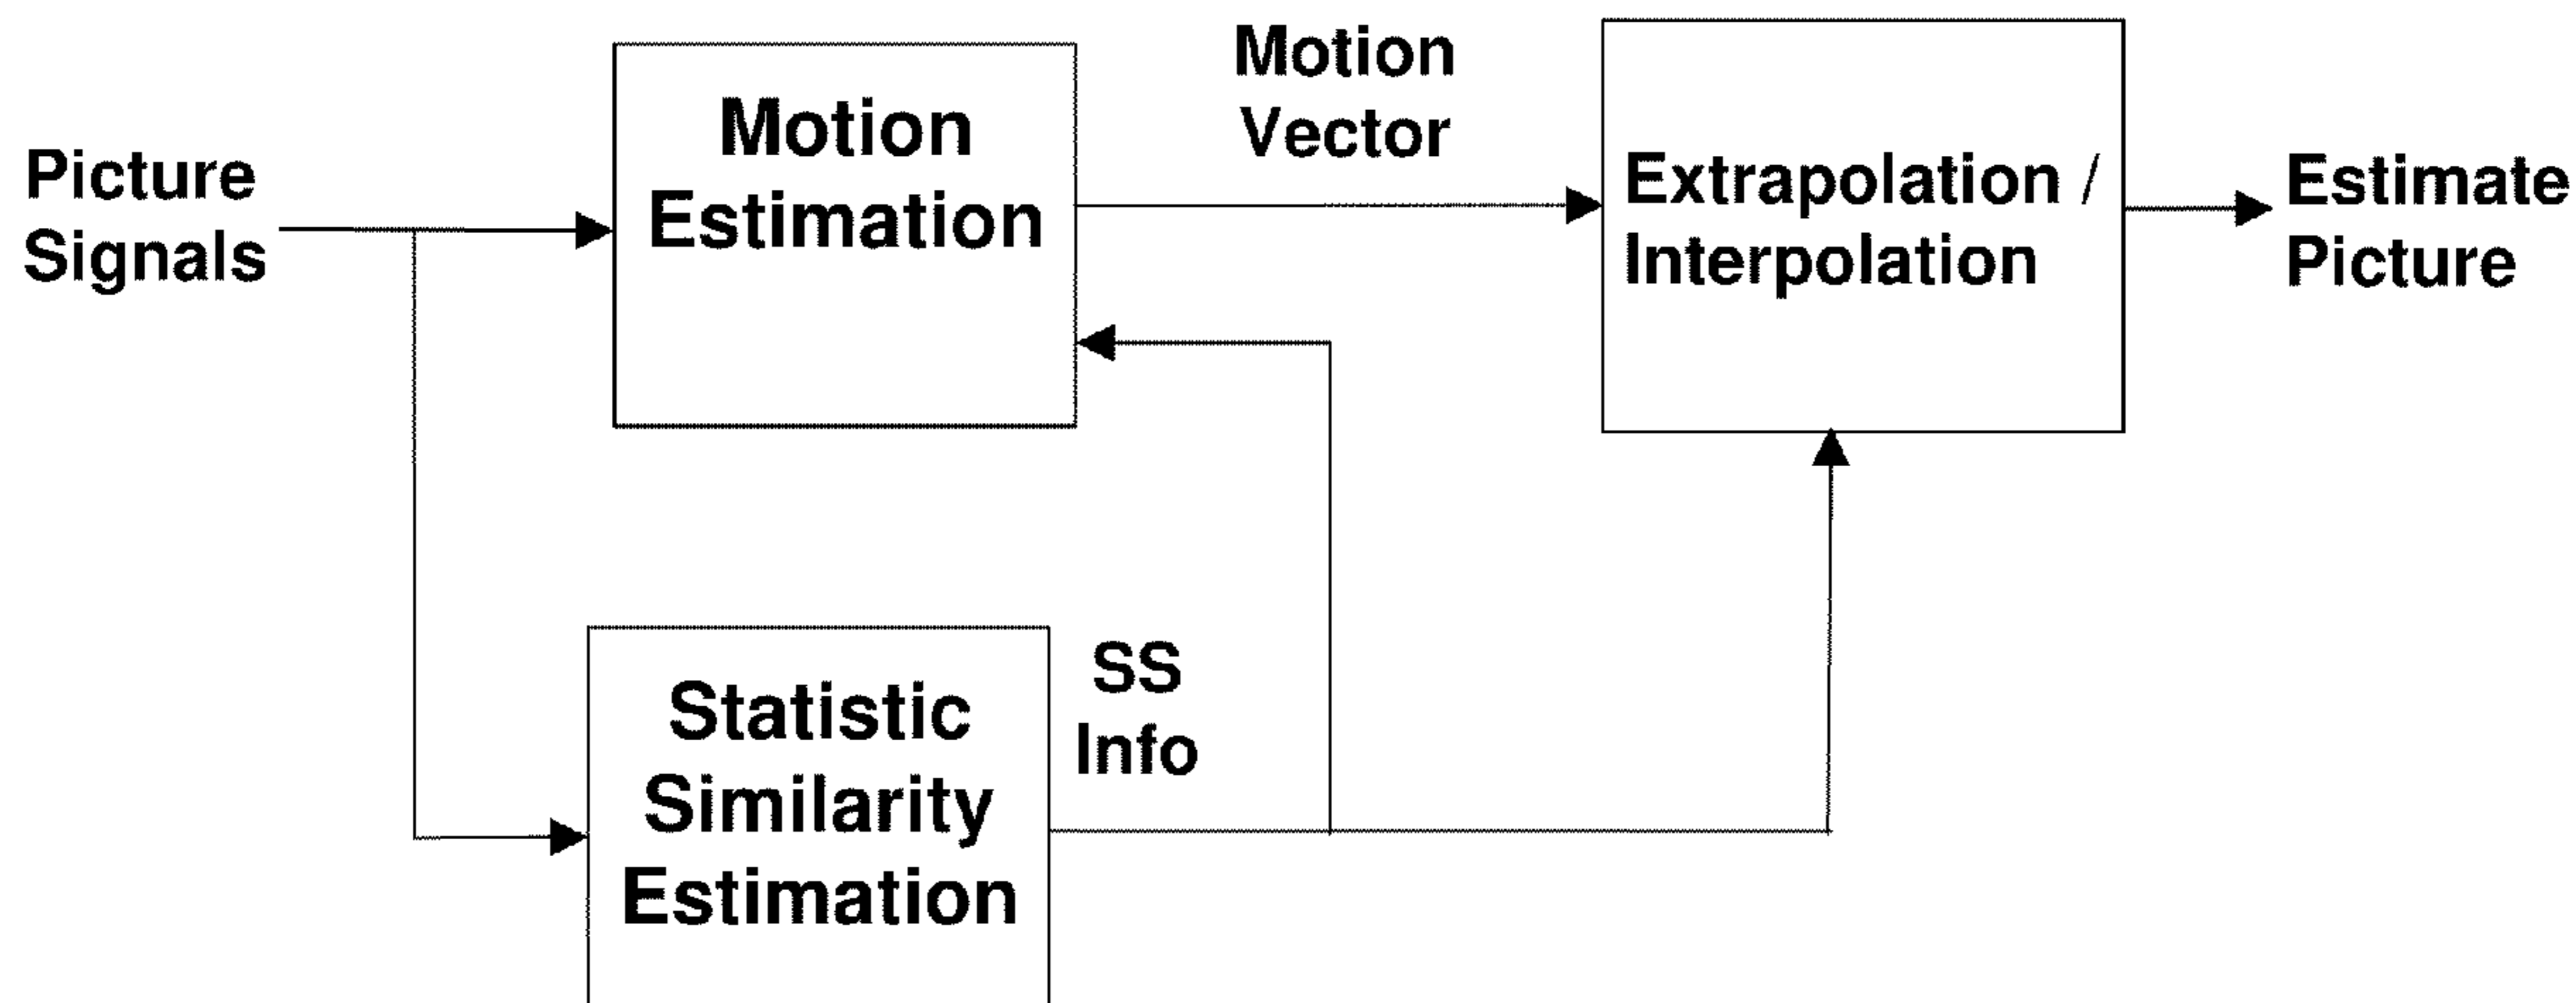 Picture
Signals
Motion
Estimation
Motion
Vector
Extrapolation /
Interpolation
Estimate
Picture
Statistic
Similarity
Estimation
SS
Info